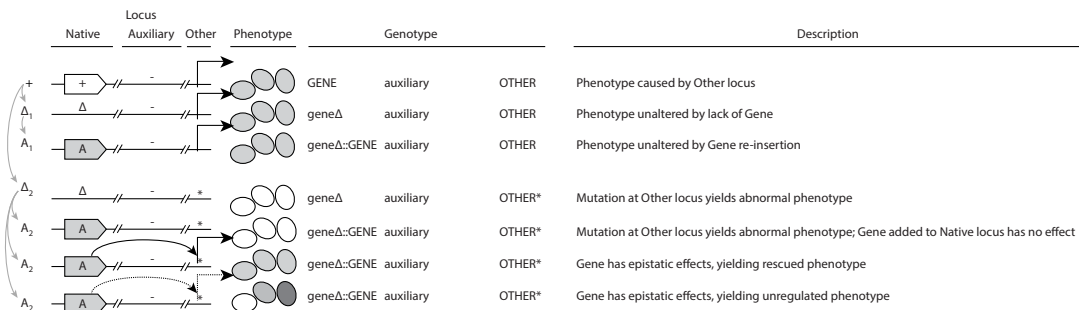 Locus
Native Auxiliary Other Phenotype Genotype Description
+ + - GENE auxiliary OTHER Phenotype caused by Other locus
Δ1 Δ - geneΔ auxiliary OTHER Phenotype unaltered by lack of Gene
A1 A - geneΔ::GENE auxiliary OTHER Phenotype unaltered by Gene re-insertion
Δ2 Δ - * geneΔ auxiliary OTHER* Mutation at Other locus yields abnormal phenotype
A2 A - * geneΔ::GENE auxiliary OTHER* Mutation at Other locus yields abnormal phenotype; Gene added to Native locus has no effect
A2 A - * geneΔ::GENE auxiliary OTHER* Gene has epistatic effects, yielding rescued phenotype
A2 A - * geneΔ::GENE auxiliary OTHER* Gene has epistatic effects, yielding unregulated phenotype